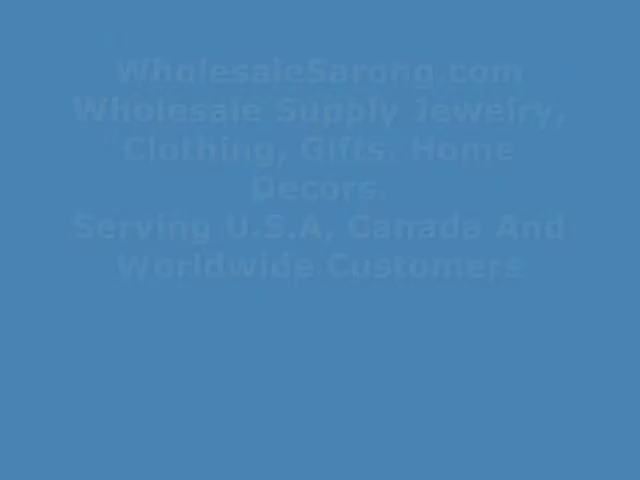 WholesaleSarong.com
Wholesale Supply Jewelry,
Clothing, Gifts, Home
Decors.
Serving U.S.A, Canada And
Worldwide Customers